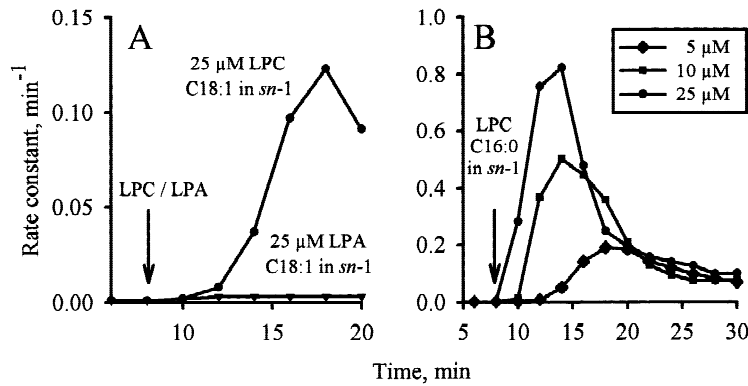 A
B
25 µM LPC
C18:1 in sn-1
LPC / LPA
25 µM LPA
C18:1 in sn-1
LPC
C16:0
in sn-1
5 µM
10 µM
25 µM
Rate constant, min-1
0.15
0.10
0.05
0.00
1.0
0.8
0.6
0.4
0.2
0.0
10
15
20
5
10
15
20
25
30
Time, min